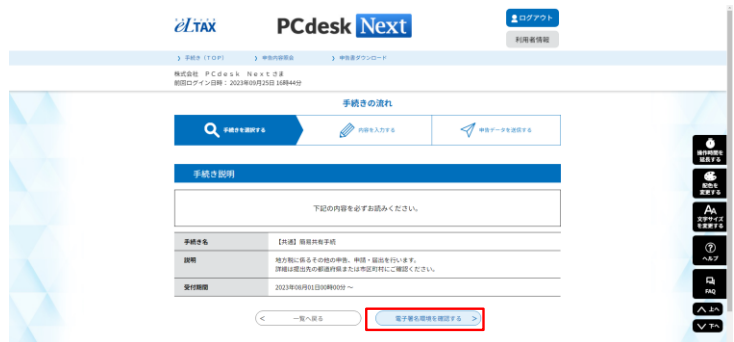 eLTAX
PCdesk Next
ログアウト
利用者情報
手続き（TOP）
申告内容照会
申告書ダウンロード
株式会社 PCdesk Nextさま
前回ログイン日時：2023年09月25日 16時44分
手続きの流れ
手続きを選択する
内容を入力する
申告データを送信する
手続き説明
下記の内容を必ずお読みください。
手続き名 【共通】簡易共有手続
説明 地方税に係るその他の申告、申請・届出を行います。
詳細は提出先の都道府県または市区町村にご確認ください。
受付期間 2023年08月01日00時00分 ～
< 一覧へ戻る
電子署名環境を確認する >
操作時間を
延長する
配色を
変更する
AA
文字サイズ
を変更する
ヘルプ
FAQ
上へ
下へ